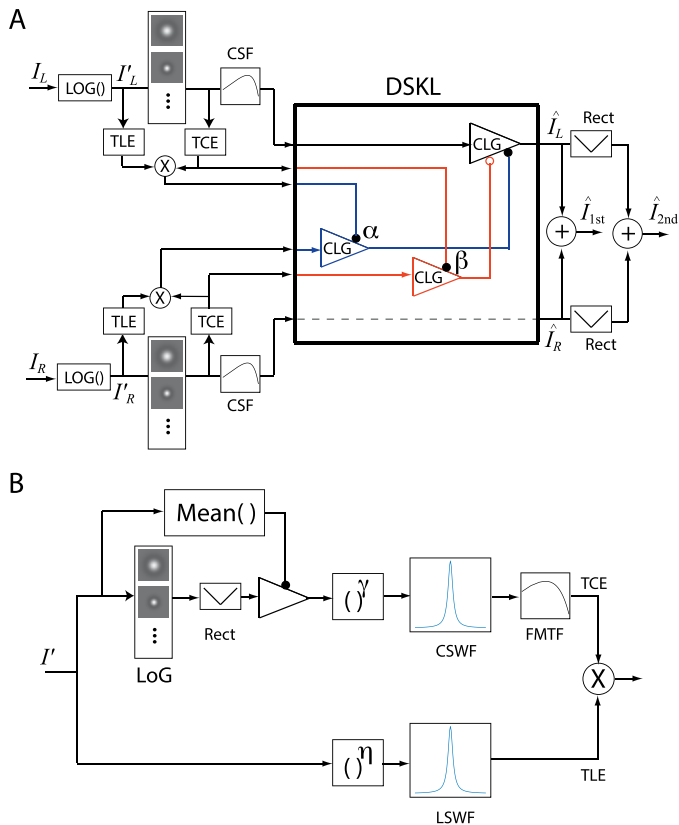 A
CSF
DSKL
I_L
LOG()
I'_L
TLE
TCE
X
CLG
Î_L
Rect
α
CLG
β
CLG
+
Î_1st
+
Î_2nd
X
TLE
TCE
I_R
LOG()
I'_R
CSF
Î_R
Rect
B
Mean( )
Rect
( )^γ
TCE
CSWF
FMTF
I'
LoG
X
( )^η
TLE
LSWF